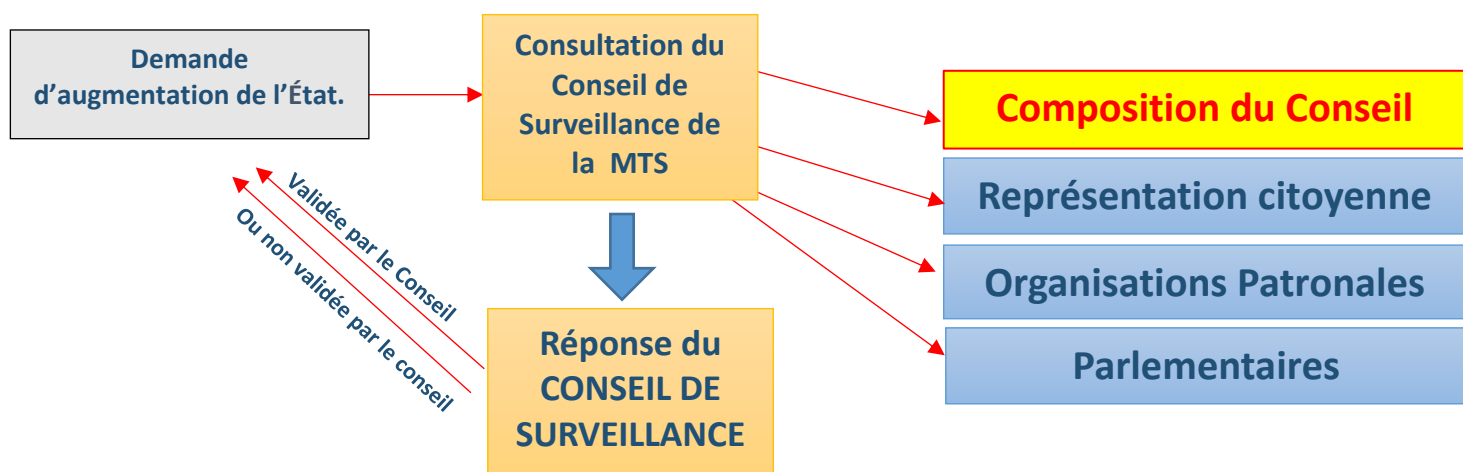 Demande
d’augmentation de l’État.
Consultation du
Conseil de
Surveillance de
la MTS
Composition du Conseil
Représentation citoyenne
Organisations Patronales
Parlementaires
Validée par le Conseil
Ou non validée par le conseil
Réponse du
CONSEIL DE
SURVEILLANCE